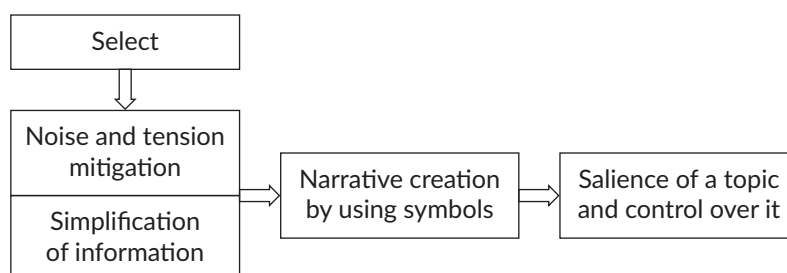 Select
Noise and tension
mitigation
Simplification
of information
Narrative creation
by using symbols
Salience of a topic
and control over it